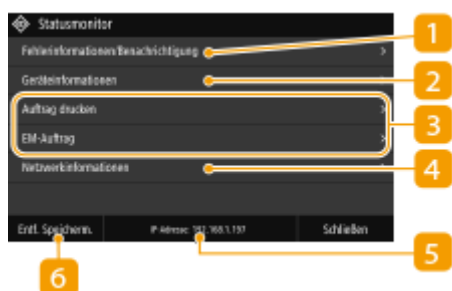 Statusmonitor
1
Fehlerinformationen/Benachrichtigung
2
Geräteinformationen
Auftrag drucken
3
EM-Auftrag
Netzwerkinformationen
4
Entf. Speicherm. IP-Adresse: 192.168.1.197 Schließen
5
6